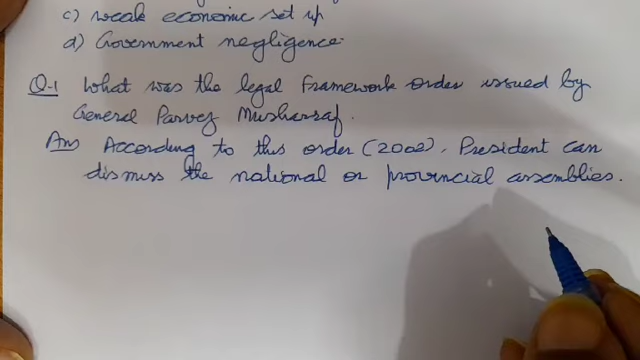 c) weak economic set up
d) Government negligence.
Q.1 What was the legal framework order issued by
General Parvez Musharraf.
Ans According to this order (2002), President can
dismiss the national or provincial assemblies.